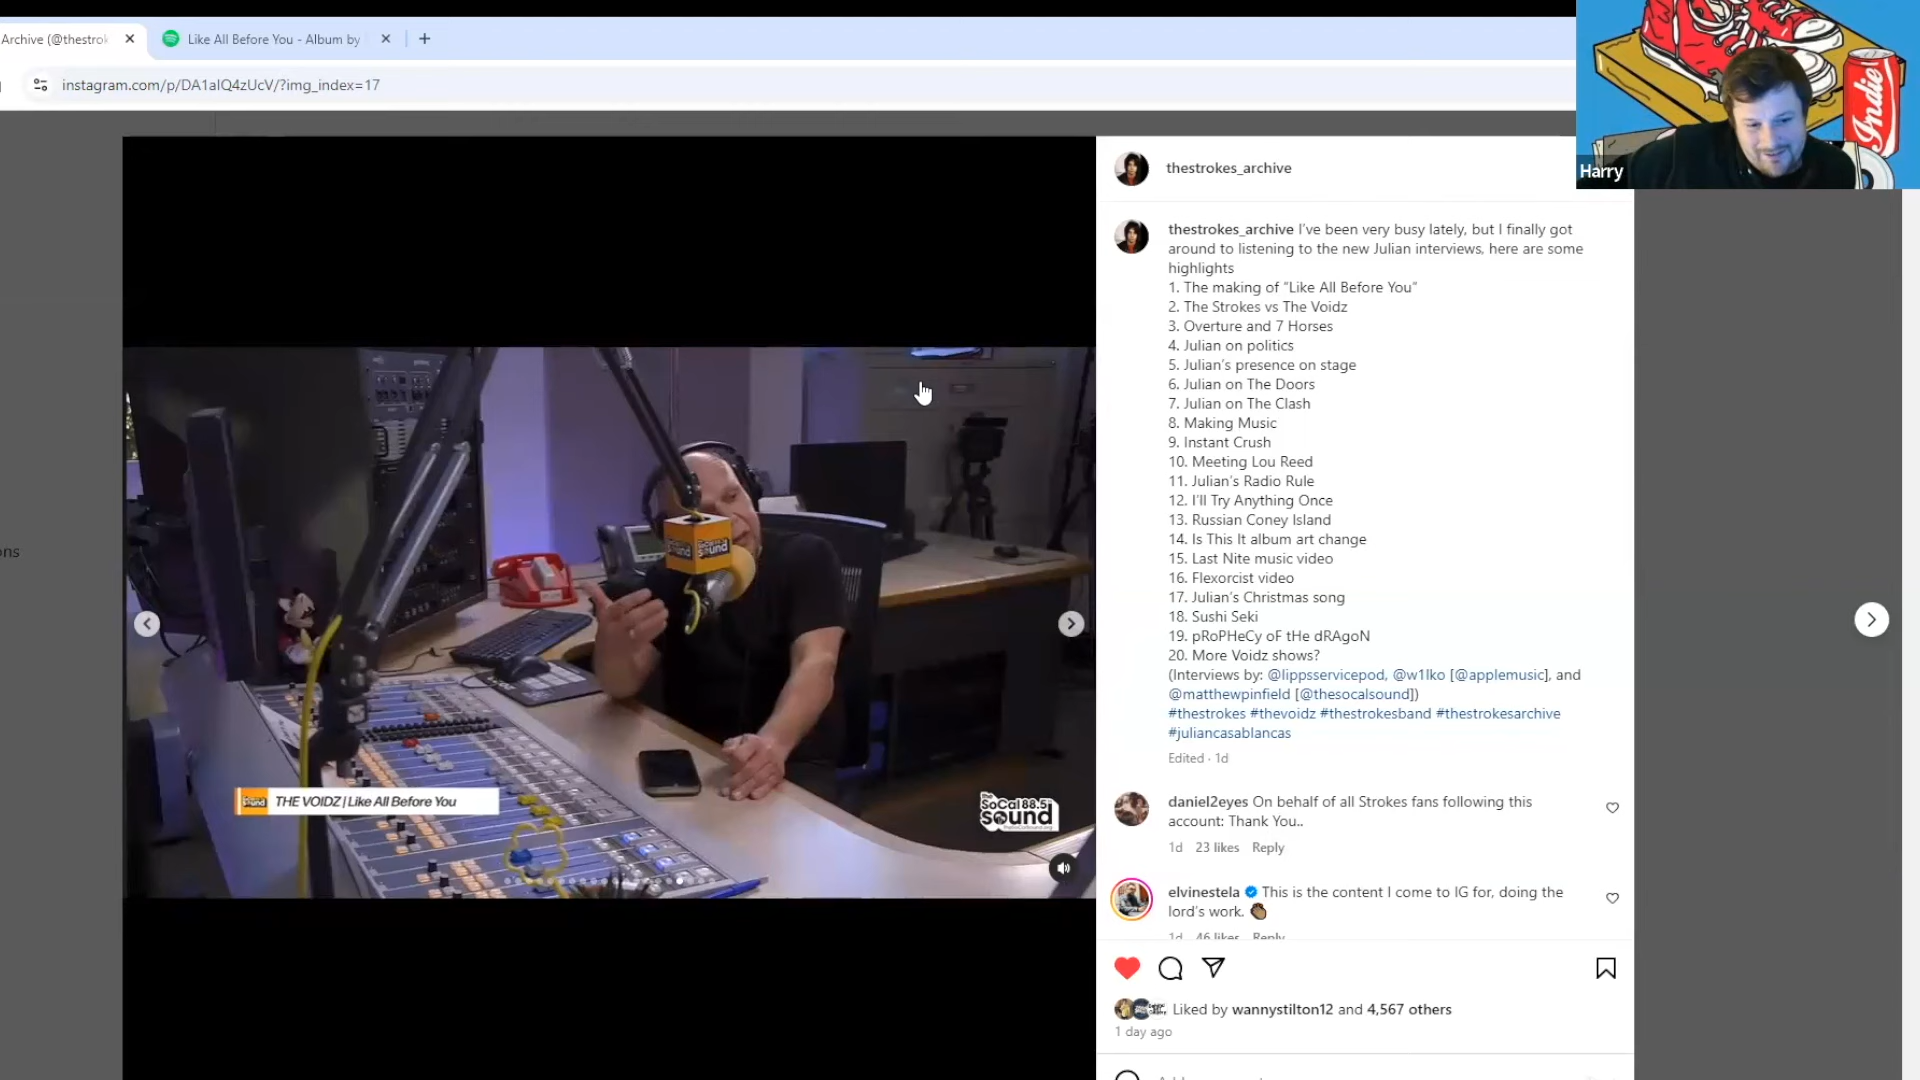 Archive (@thestrok
Like All Before You - Album by
instagram.com/p/DA1alQ4zUcV/?img_index=17
Indie!
Harry
thestrokes_archive
thestrokes_archive I've been very busy lately, but I finally got
around to listening to the new Julian interviews, here are some
highlights
1. The making of "Like All Before You"
2. The Strokes vs The Voidz
3. Overture and 7 Horses
4. Julian on politics
5. Julian's presence on stage
6. Julian on The Doors
7. Julian on The Clash
8. Making Music
9. Instant Crush
10. Meeting Lou Reed
11. Julian's Radio Rule
12. I'll Try Anything Once
13. Russian Coney Island
14. Is This It album art change
15. Last Nite music video
16. Flexorcist video
17. Julian's Christmas song
18. Sushi Seki
19. pRoPHeCy oF tHe dRAgoN
20. More Voidz shows?
(Interviews by: @lippsservicepod, @w1lko [@applemusic], and
@matthewpinfield [@thesocalsound])
#thestrokes #thevoidz #thestrokesband #thestrokesarchive
#juliancasablancas
Edited · 1d
daniel2eyes On behalf of all Strokes fans following this
account: Thank You..
1d 23 likes Reply
elvinestela This is the content I come to IG for, doing the
lord's work.
1d 46 likes Reply
Liked by wannystilton12 and 4,567 others
1 day ago
ons
sound
sound
sound THE VOIDZ | Like All Before You
The SoCal 88.5
sound